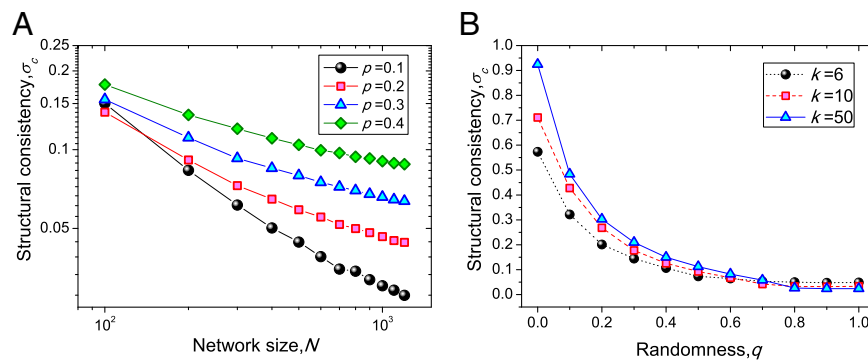 A
Structural consistency,σc
0.25
0.2
0.15
0.1
0.05
10²
10³
Network size,N
p=0.1
p=0.2
p=0.3
p=0.4
B
Structural consistency,σc
1.0
0.9
0.8
0.7
0.6
0.5
0.4
0.3
0.2
0.1
0.0
0.0
0.2
0.4
0.6
0.8
1.0
Randomness,q
k=6
k=10
k=50